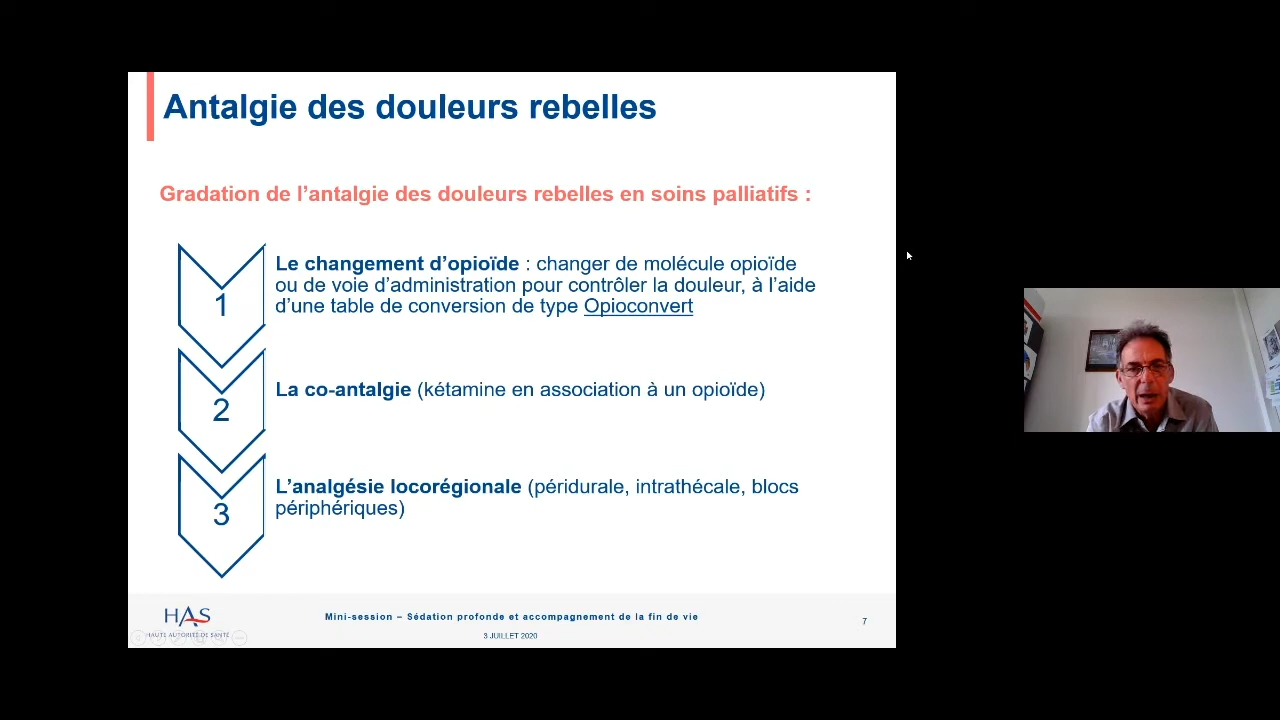 Antalgie des douleurs rebelles
Gradation de l’antalgie des douleurs rebelles en soins palliatifs :
1
Le changement d’opioïde : changer de molécule opioïde
ou de voie d’administration pour contrôler la douleur, à l’aide
d’une table de conversion de type Opioconvert
2
La co-antalgie (kétamine en association à un opioïde)
3
L’analgésie locorégionale (péridurale, intrathécale, blocs
périphériques)
HAS
HAUTE AUTORITÉ DE SANTÉ
Mini-session – Sédation profonde et accompagnement de la fin de vie
3 JUILLET 2020
7